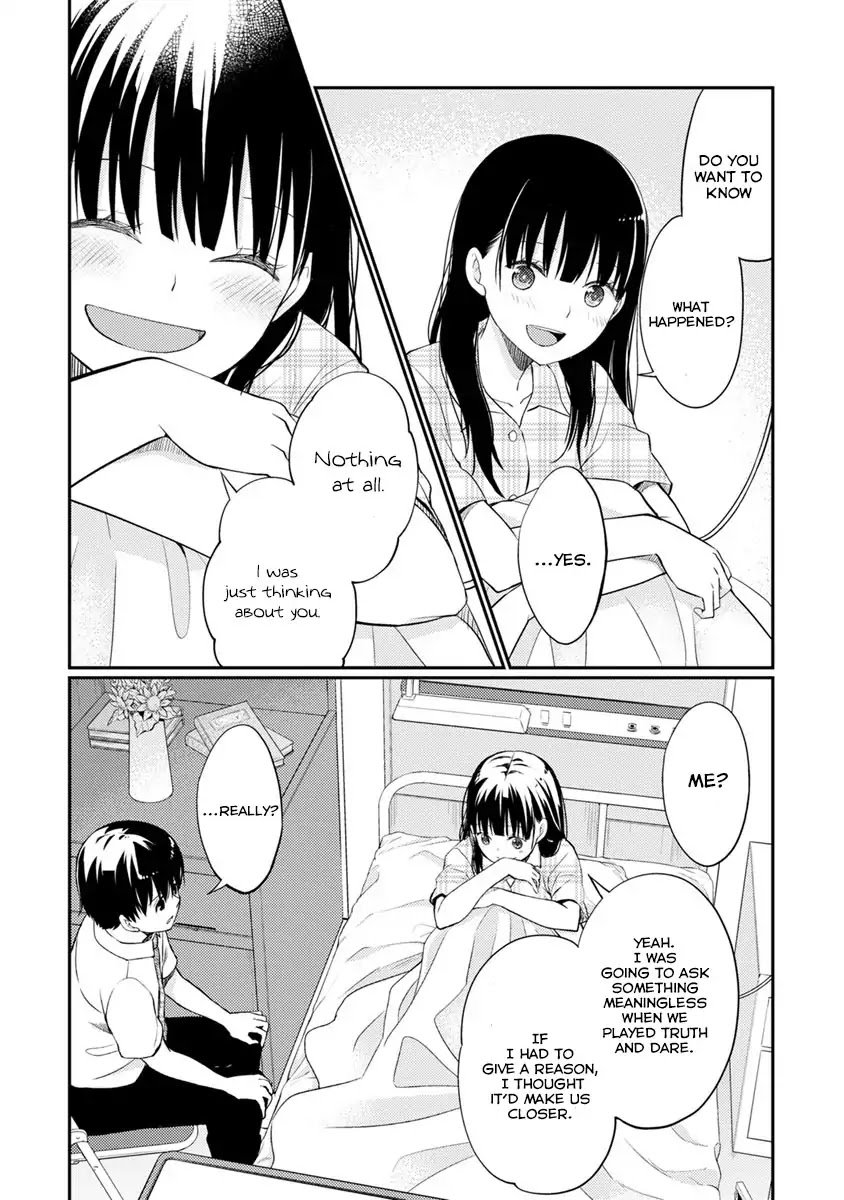 DO YOU
WANT TO
KNOW
WHAT
HAPPENED?
...YES.
Nothing
at all.
I was
just thinking
about you.
ME?
YEAH.
I WAS
GOING TO ASK
SOMETHING
MEANINGLESS
WHEN WE
PLAYED TRUTH
AND DARE.
IF
I HAD TO
GIVE A REASON,
I THOUGHT
IT'D MAKE US
CLOSER.
...REALLY?